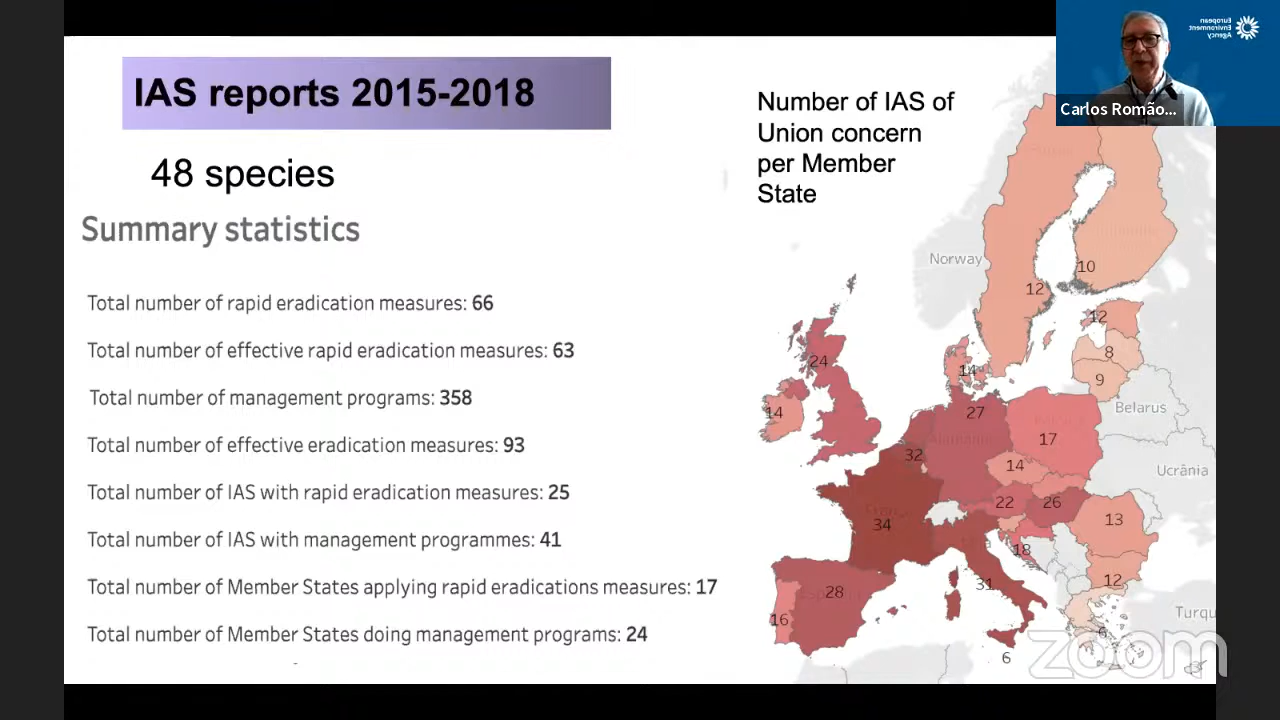 IAS reports 2015-2018
48 species
Summary statistics
Total number of rapid eradication measures: 66
Total number of effective rapid eradication measures: 63
Total number of management programs: 358
Total number of effective eradication measures: 93
Total number of IAS with rapid eradication measures: 25
Total number of IAS with management programmes: 41
Total number of Member States applying rapid eradications measures: 17
Total number of Member States doing management programs: 24
Number of IAS of
Union concern
per Member
State
European
Environment
Agency
Carlos Romão...
Norway
10
12
12
24
8
14
9
Belarus
14
27
17
32
14
Ucrânia
22
26
34
13
18
12
28
31
16
Turqu
6
6
zoom